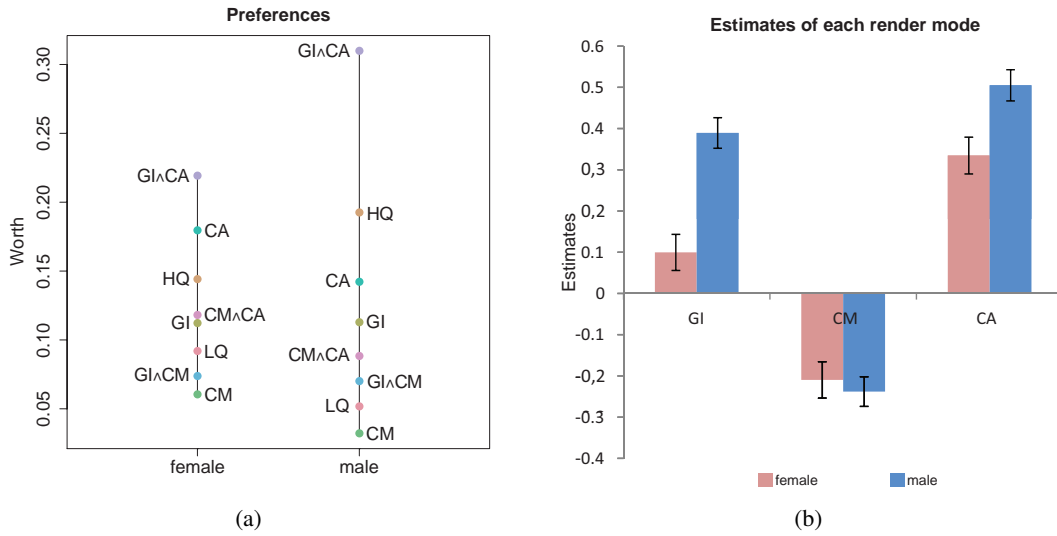 Preferences
Worth
0.30
0.25
0.20
0.15
0.10
0.05
GI∧CA
CA
HQ
CM∧CA
GI
LQ
GI∧CM
CM
GI∧CA
HQ
CA
GI
CM∧CA
GI∧CM
LQ
CM
female
male
(a)
Estimates of each render mode
Estimates
0.6
0.5
0.4
0.3
0.2
0.1
0
-0.1
-0.2
-0.3
-0.4
GI
CM
CA
female
male
(b)